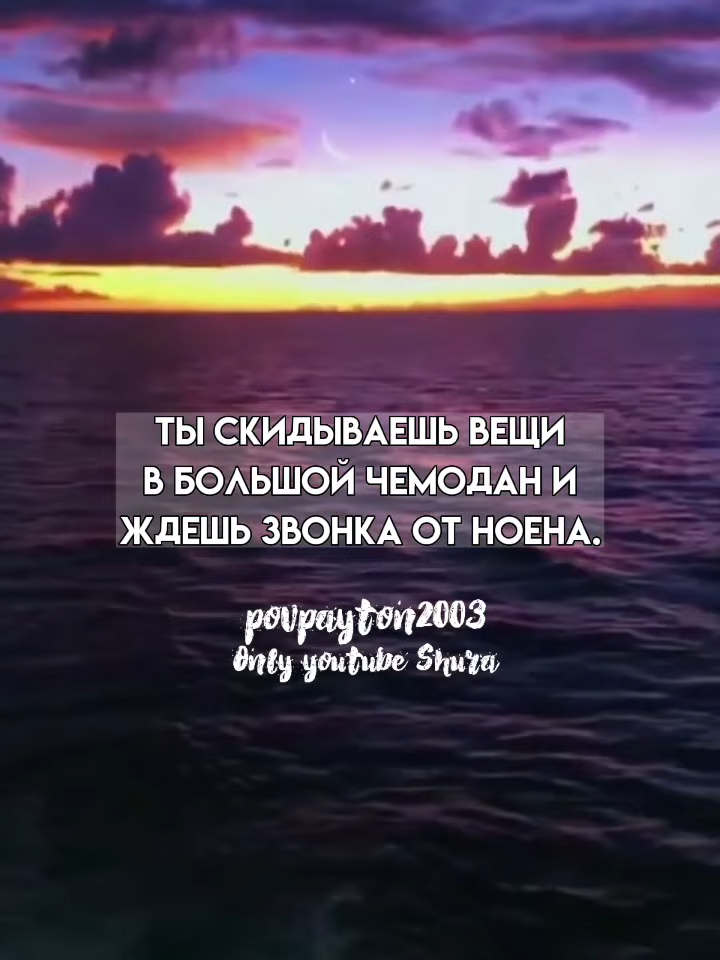 ТЫ СКИДЫВАЕШЬ ВЕЩИ
В БОЛЬШОЙ ЧЕМОДАН И
ЖДЕШЬ ЗВОНКА ОТ НОЕНА.
povpayton2003
Only youtube Shura